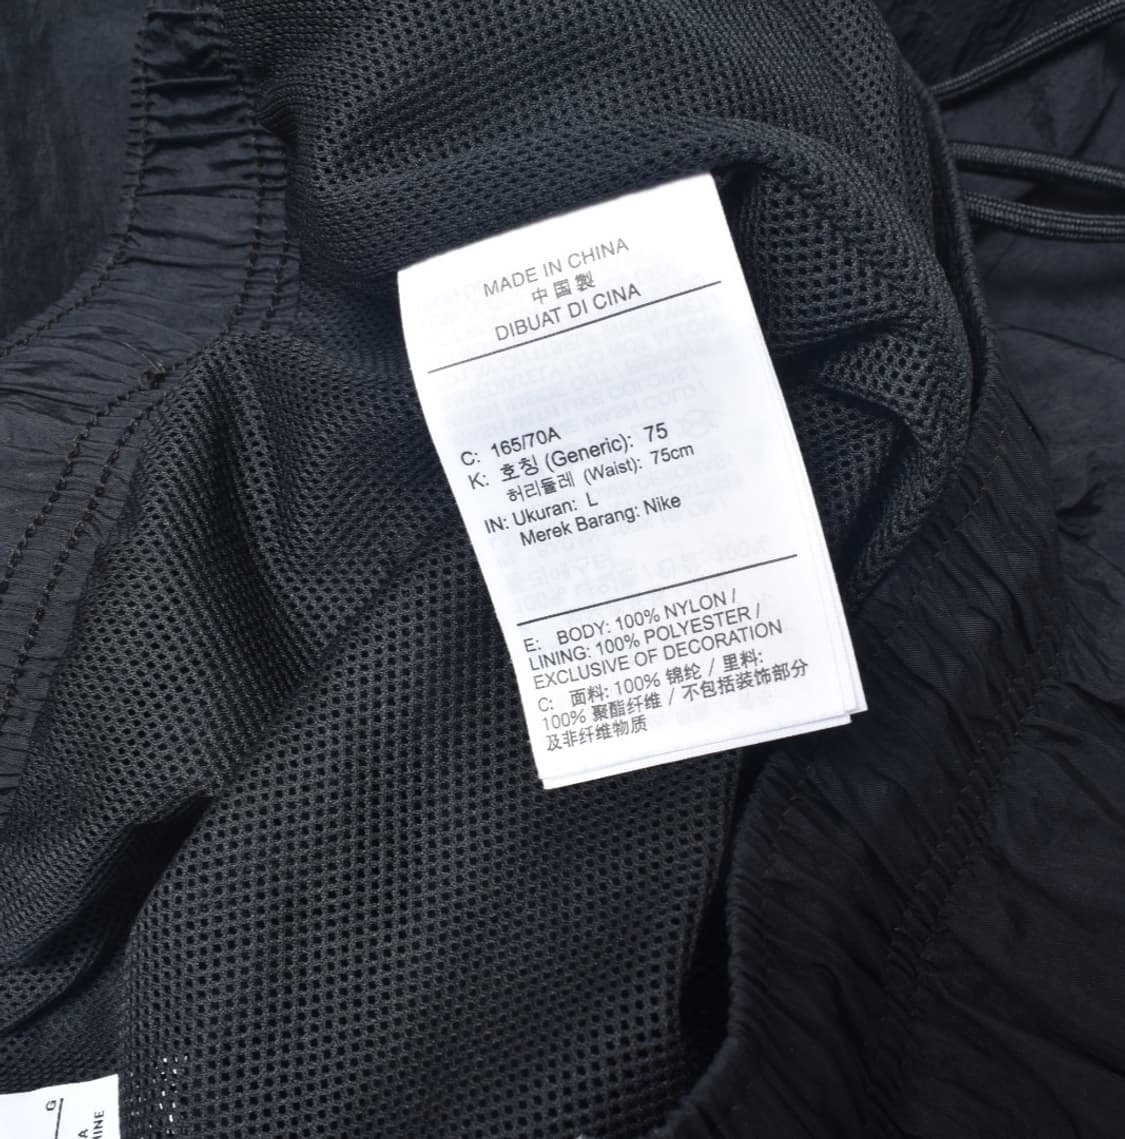 MADE IN CHINA
中国製
DIBUAT DI CINA
C: 165/70A
K: 호칭 (Generic): 75
허리둘레 (Waist): 75cm
IN: Ukuran: L
Merek Barang: Nike
E: BODY: 100% NYLON /
LINING: 100% POLYESTER /
EXCLUSIVE OF DECORATION
C: 面料: 100% 锦纶 / 里料:
100% 聚酯纤维 / 不包括装饰部分
及非纤维物质
G